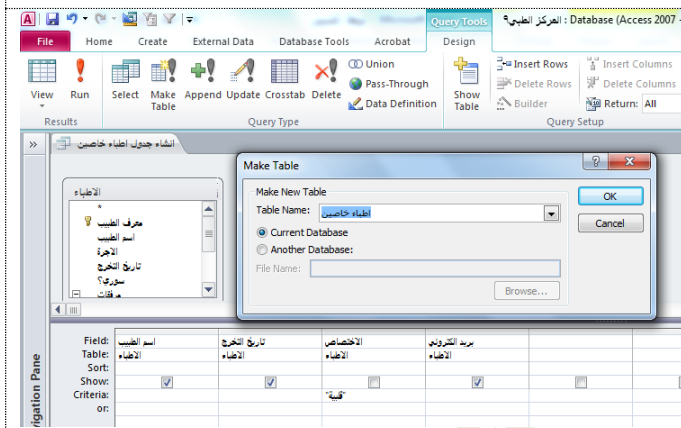 Query Tools
المركز الطبي٩ : Database (Access 2007 -
File Home Create External Data Database Tools Acrobat Design
View Run Select Make Table Append Update Crosstab Delete
Union
Pass-Through
Data Definition
Show Table
Insert Rows
Delete Rows
Builder
Insert Columns
Delete Columns
Return: All
Results Query Type Query Setup
انشاء جدول اطباء خاصين
الاطباء
*
معرف الطبيب
اسم الطبيب
الاجرة
تاريخ التخرج
سوري؟
مرفقات
Make Table
Make New Table
Table Name: اطباء خاصين
Current Database
Another Database:
File Name:
Browse...
OK
Cancel
Field: اسم الطبيب تاريخ التخرج الاختصاص بريد الكتروني
Table: الاطباء الاطباء الاطباء الاطباء
Sort:
Show:
Criteria: "قلبية"
or:
vigation Pane